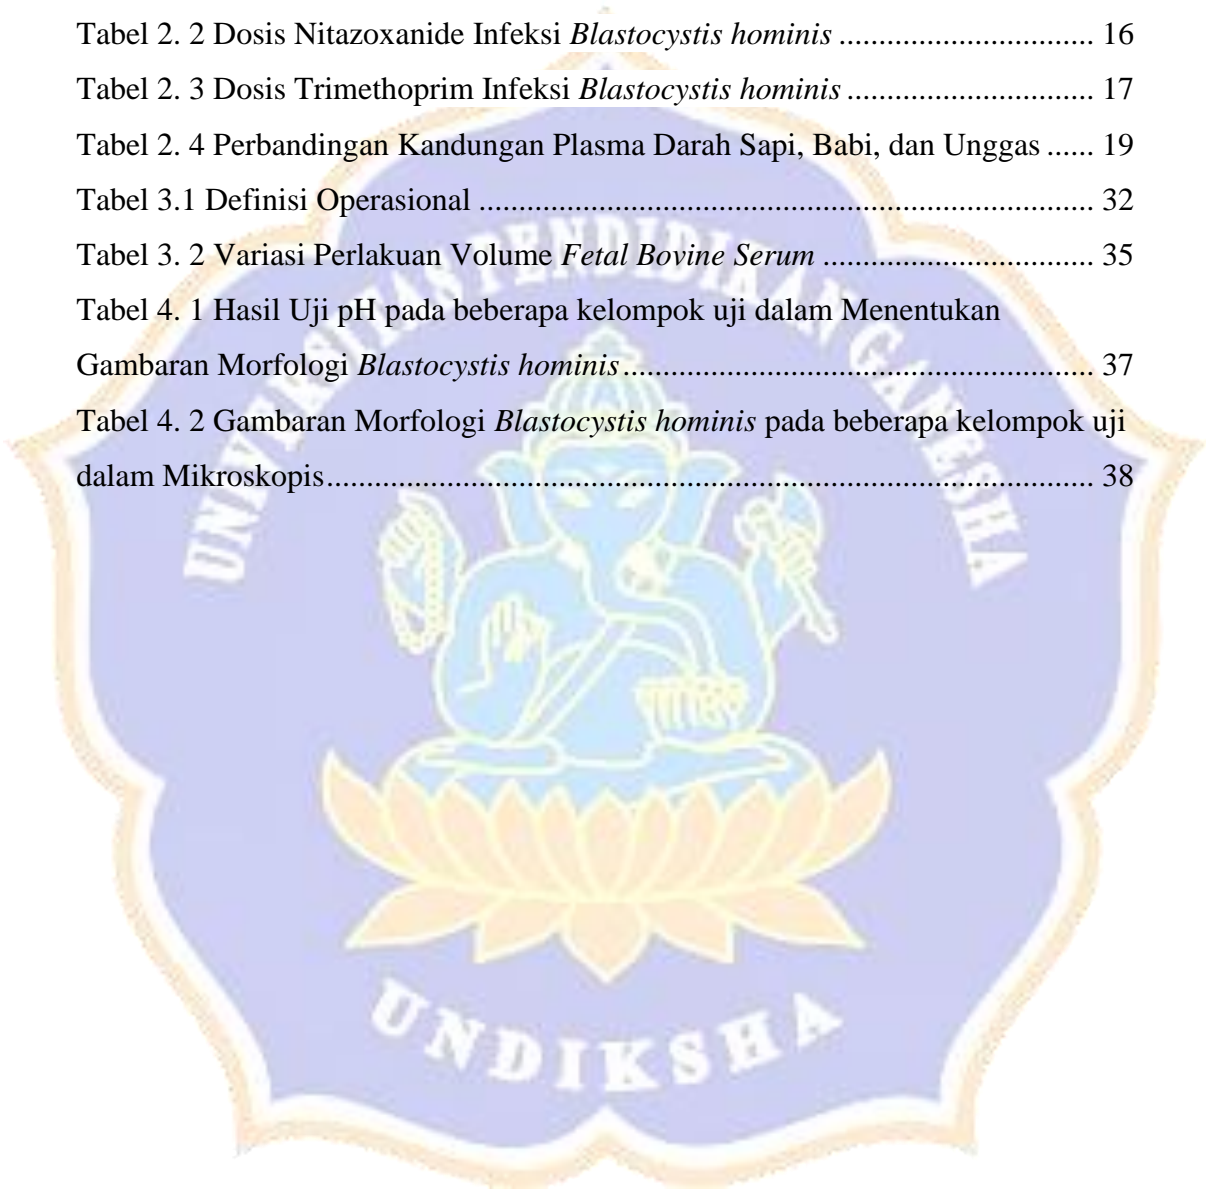 Tabel 2. 2 Dosis Nitazoxanide Infeksi Blastocystis hominis ................................ 16
Tabel 2. 3 Dosis Trimethoprim Infeksi Blastocystis hominis ............................... 17
Tabel 2. 4 Perbandingan Kandungan Plasma Darah Sapi, Babi, dan Unggas ...... 19
Tabel 3.1 Definisi Operasional ............................................................................. 32
Tabel 3. 2 Variasi Perlakuan Volume Fetal Bovine Serum .................................. 35
Tabel 4. 1 Hasil Uji pH pada beberapa kelompok uji dalam Menentukan
Gambaran Morfologi Blastocystis hominis ........................................................... 37
Tabel 4. 2 Gambaran Morfologi Blastocystis hominis pada beberapa kelompok uji
dalam Mikroskopis................................................................................................ 38
UNIVERSITAS PENDIDIKAN GANESHA
UNDIKSHA